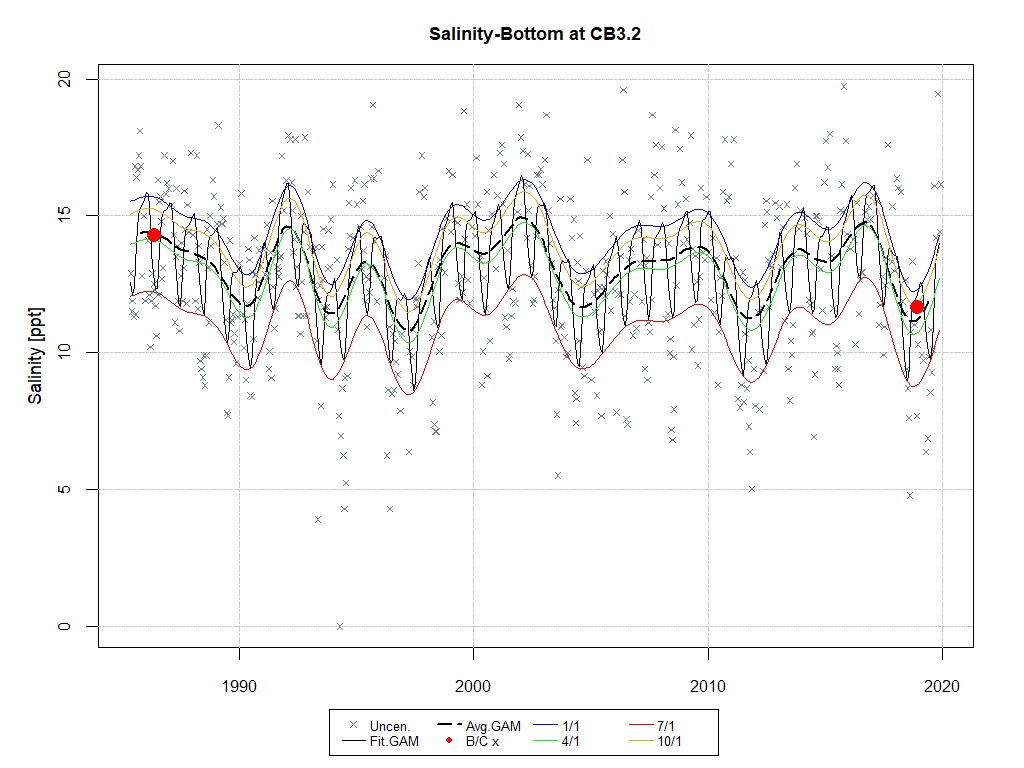 Salinity-Bottom at CB3.2
Salinity [ppt]
20
15
10
5
0
1990 2000 2010 2020
Uncen. Avg.GAM 1/1 7/1
Fit.GAM B/C x 4/1 10/1